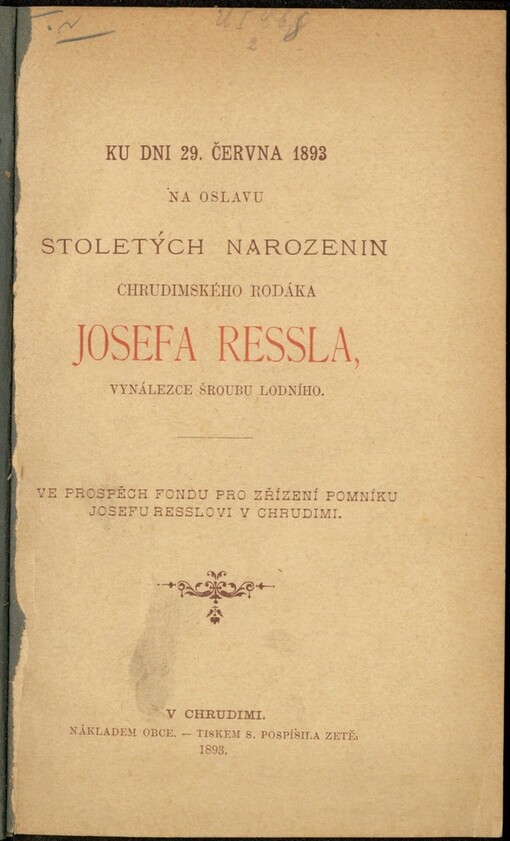 KU DNI 29. ČERVNA 1893
NA OSLAVU
STOLETÝCH NAROZENIN
CHRUDIMSKÉHO RODÁKA
JOSEFA RESSLA,
VYNÁLEZCE ŠROUBU LODNÍHO.
VE PROSPĚCH FONDU PRO ZŘÍZENÍ POMNÍKU
JOSEFU RESSLOVI V CHRUDIMI.
V CHRUDIMI.
NÁKLADEM OBCE. — TISKEM S. POSPÍŠILA ZETĚ.
1893.